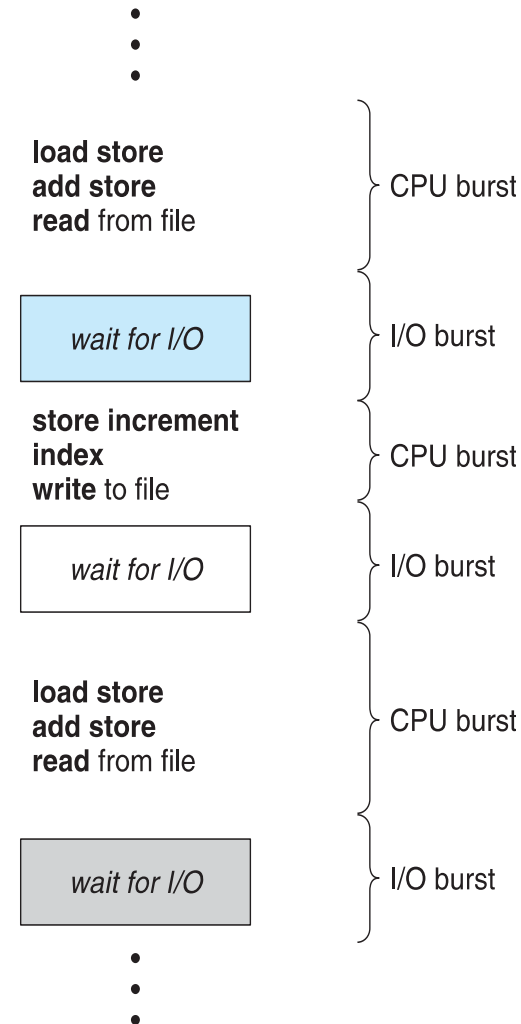 load store
add store
read from file
CPU burst
wait for I/O
I/O burst
store increment
index
write to file
CPU burst
wait for I/O
I/O burst
load store
add store
read from file
CPU burst
wait for I/O
I/O burst